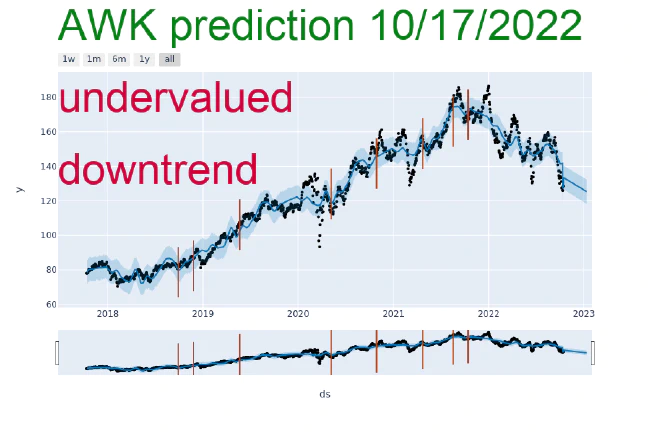 AWK prediction 10/17/2022
1w 1m 6m 1y all
undervalued
downtrend
y
180
160
140
120
100
80
60
2018 2019 2020 2021 2022 2023
ds